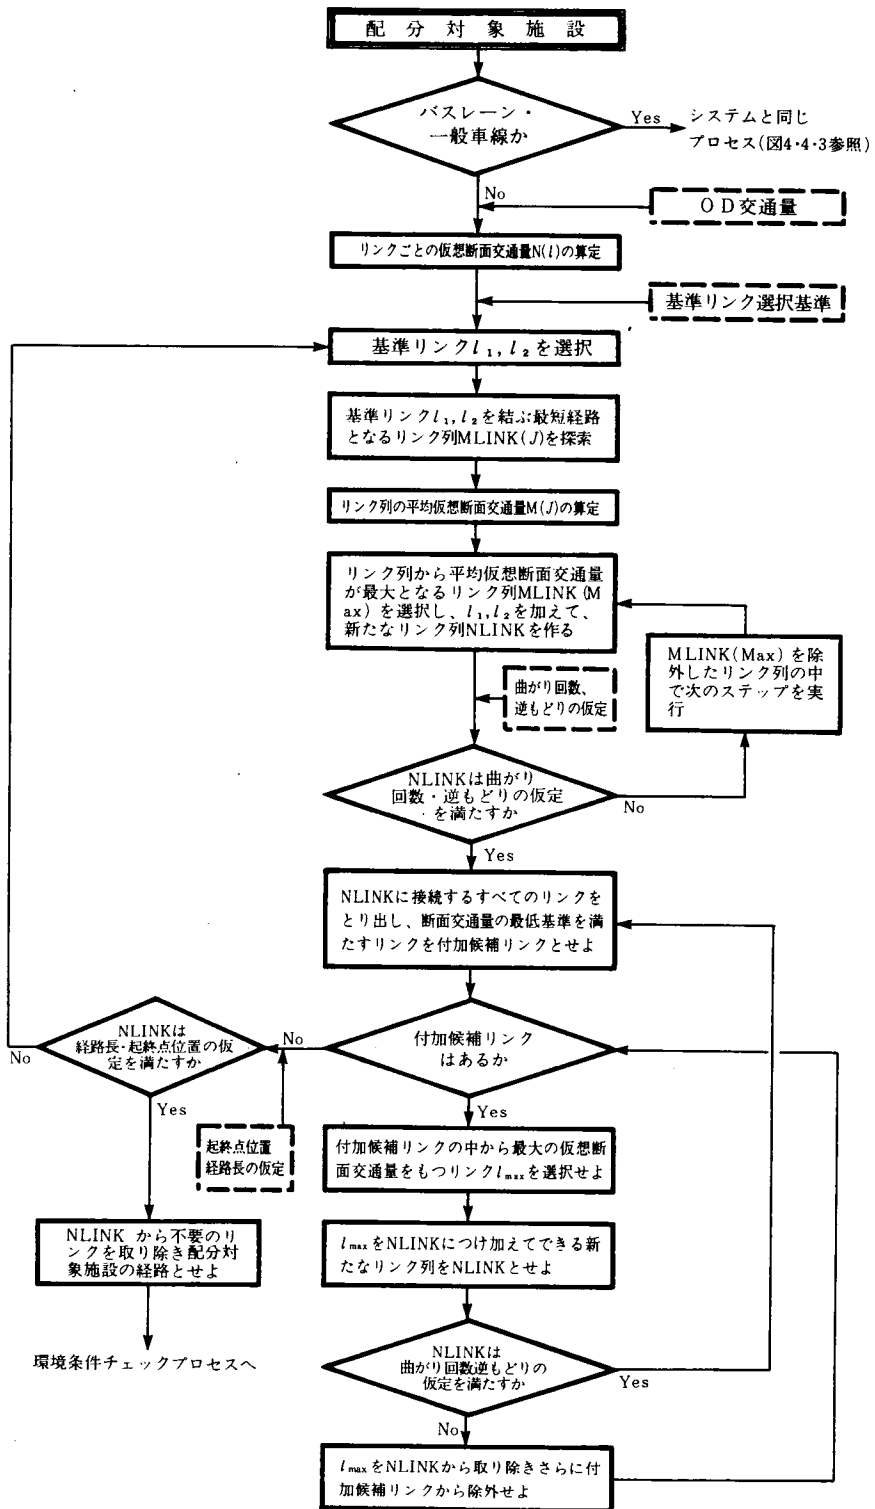 配分対象施設
バスレーン・
一般車線か
Yes
システムと同じ
プロセス(図4・4・3参照)
No
OD交通量
リンクごとの仮想断面交通量N(l)の算定
基準リンク選択基準
基準リンクl₁, l₂を選択
基準リンクl₁, l₂を結ぶ最短経路
となるリンク列MLINK(J)を探索
リンク列の平均仮想断面交通量M(J)の算定
リンク列から平均仮想断面交通量
が最大となるリンク列MLINK(M
ax)を選択し、l₁, l₂を加えて、
新たなリンク列NLINKを作る
MLINK(Max)を除
外したリンク列の中
で次のステップを実
行
曲がり回数、
逆もどりの仮定
NLINKは曲がり
回数・逆もどりの仮定
を満たすか
No
Yes
NLINKに接続するすべてのリンクを
とり出し、断面交通量の最低基準を満
たすリンクを付加候補リンクとせよ
付加候補リンク
はあるか
No
NLINKは
経路長・起終点位置の仮
定を満たすか
No
Yes
起終点位置
経路長の仮定
Yes
付加候補リンクの中から最大の仮想断
面交通量をもつリンクlmaxを選択せよ
NLINKから不要のリ
ンクを取り除き配分対
象施設の経路とせよ
lmaxをNLINKにつけ加えてできる新
たなリンク列をNLINKとせよ
環境条件チェックプロセスへ
NLINKは
曲がり回数逆もどりの
仮定を満たすか
Yes
No
lmaxをNLINKから取り除きさらに付
加候補リンクから除外せよ